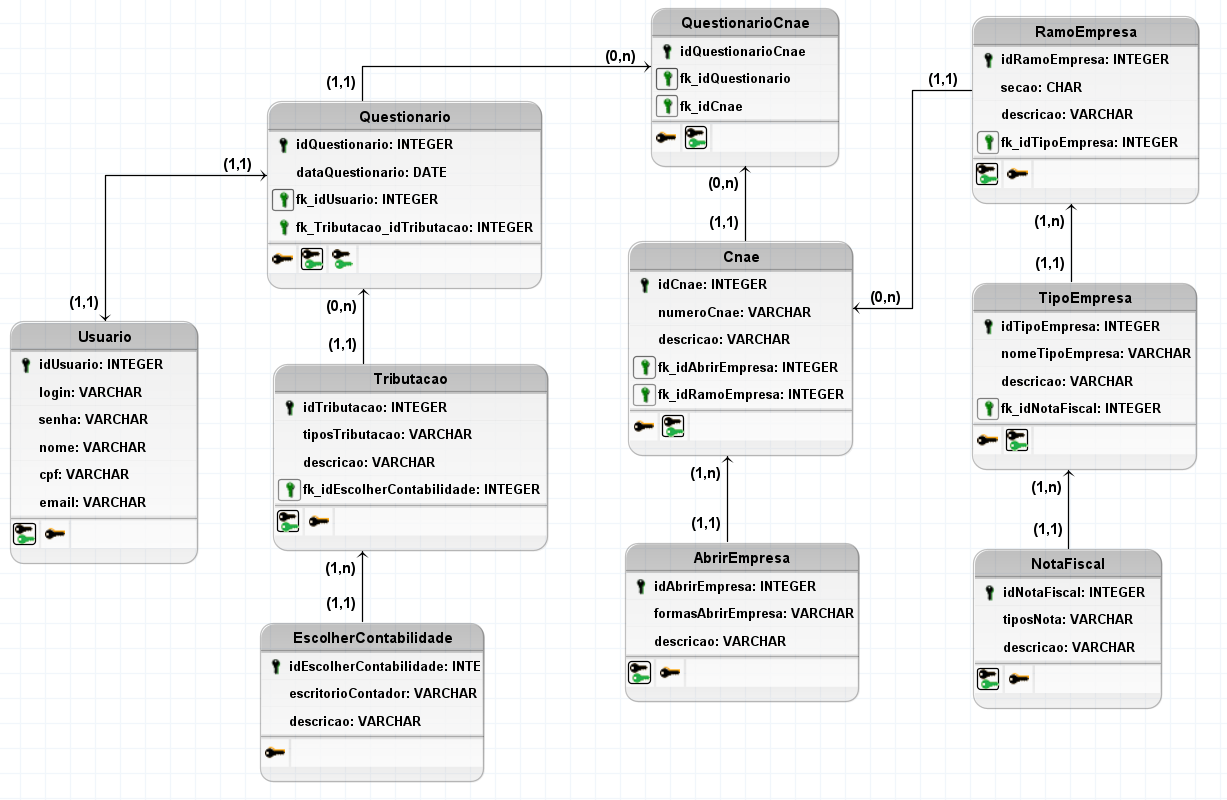 QuestionarioCnae
idQuestionarioCnae
fk_idQuestionario
fk_idCnae
RamoEmpresa
idRamoEmpresa: INTEGER
secao: CHAR
descricao: VARCHAR
fk_idTipoEmpresa: INTEGER
(0,n)
(1,1)
(1,1)
Questionario
idQuestionario: INTEGER
dataQuestionario: DATE
fk_idUsuario: INTEGER
fk_Tributacao_idTributacao: INTEGER
(1,1)
(1,1)
(0,n)
(1,1)
(0,n)
(1,n)
(1,1)
Cnae
idCnae: INTEGER
numeroCnae: VARCHAR
descricao: VARCHAR
fk_idAbrirEmpresa: INTEGER
fk_idRamoEmpresa: INTEGER
TipoEmpresa
idTipoEmpresa: INTEGER
nomeTipoEmpresa: VARCHAR
descricao: VARCHAR
fk_idNotaFiscal: INTEGER
Usuario
idUsuario: INTEGER
login: VARCHAR
senha: VARCHAR
nome: VARCHAR
cpf: VARCHAR
email: VARCHAR
(0,n)
(1,1)
Tributacao
idTributacao: INTEGER
tiposTributacao: VARCHAR
descricao: VARCHAR
fk_idEscolherContabilidade: INTEGER
(1,n)
(1,1)
(1,n)
(1,1)
AbrirEmpresa
idAbrirEmpresa: INTEGER
formasAbrirEmpresa: VARCHAR
descricao: VARCHAR
NotaFiscal
idNotaFiscal: INTEGER
tiposNota: VARCHAR
descricao: VARCHAR
(1,n)
(1,1)
EscolherContabilidade
idEscolherContabilidade: INTE
escritorioContador: VARCHAR
descricao: VARCHAR